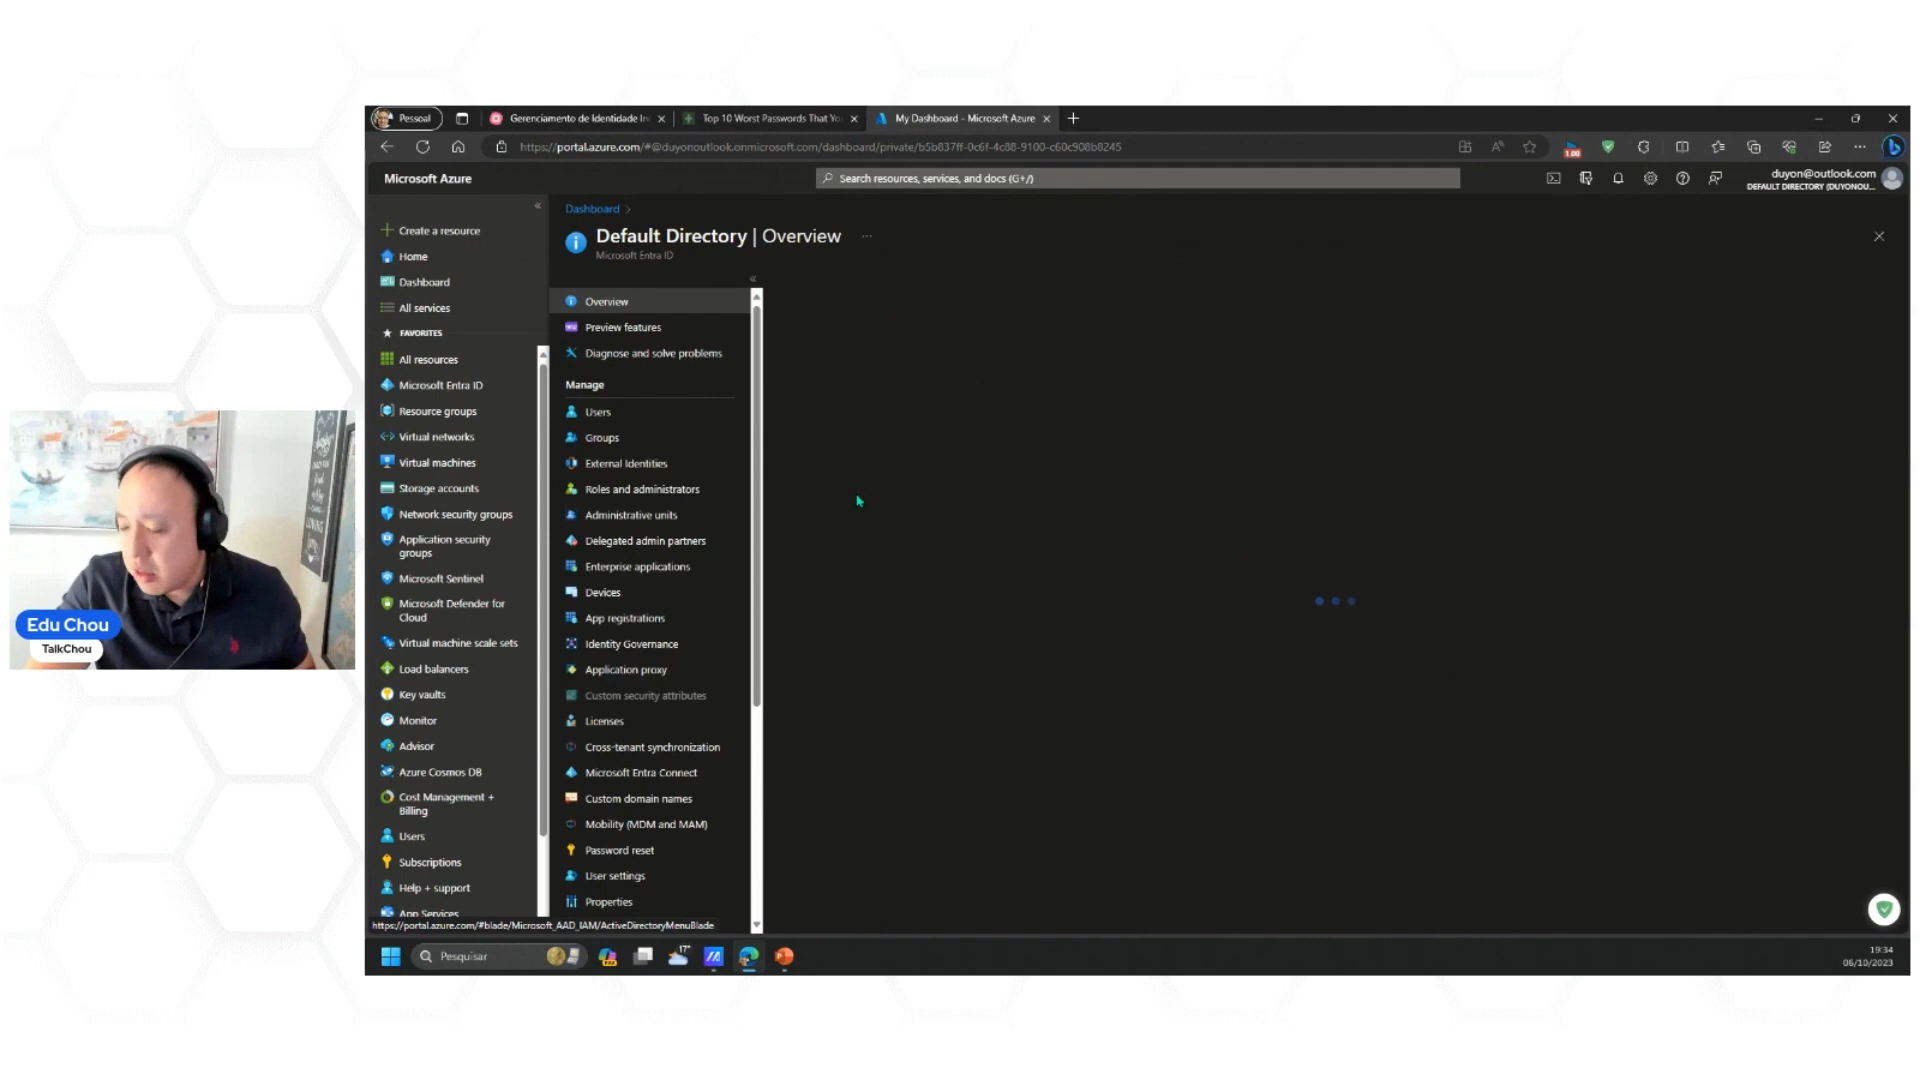 Pessoal
Gerenciamento de Identidade In
Top 10 Worst Passwords That Yo
My Dashboard - Microsoft Azure
https://portal.azure.com/#@duyonoutlook.onmicrosoft.com/dashboard/private/b5b837ff-0c6f-4c88-9100-c60c908b8245
1.00
Microsoft Azure
Search resources, services, and docs (G+/)
duyon@outlook.com
DEFAULT DIRECTORY (DUYONOU...
Create a resource
Home
Dashboard
All services
FAVORITES
All resources
Microsoft Entra ID
Resource groups
Virtual networks
Virtual machines
Storage accounts
Network security groups
Application security
groups
Microsoft Sentinel
Microsoft Defender for
Cloud
Virtual machine scale sets
Load balancers
Key vaults
Monitor
Advisor
Azure Cosmos DB
Cost Management +
Billing
Users
Subscriptions
Help + support
App Services
https://portal.azure.com/#blade/Microsoft_AAD_IAM/ActiveDirectoryMenuBlade
Dashboard >
Default Directory | Overview ...
Microsoft Entra ID
Overview
Preview features
Diagnose and solve problems
Manage
Users
Groups
External Identities
Roles and administrators
Administrative units
Delegated admin partners
Enterprise applications
Devices
App registrations
Identity Governance
Application proxy
Custom security attributes
Licenses
Cross-tenant synchronization
Microsoft Entra Connect
Custom domain names
Mobility (MDM and MAM)
Password reset
User settings
Properties
Edu Chou
TalkChou
Pesquisar
17°
19:34
06/10/2023